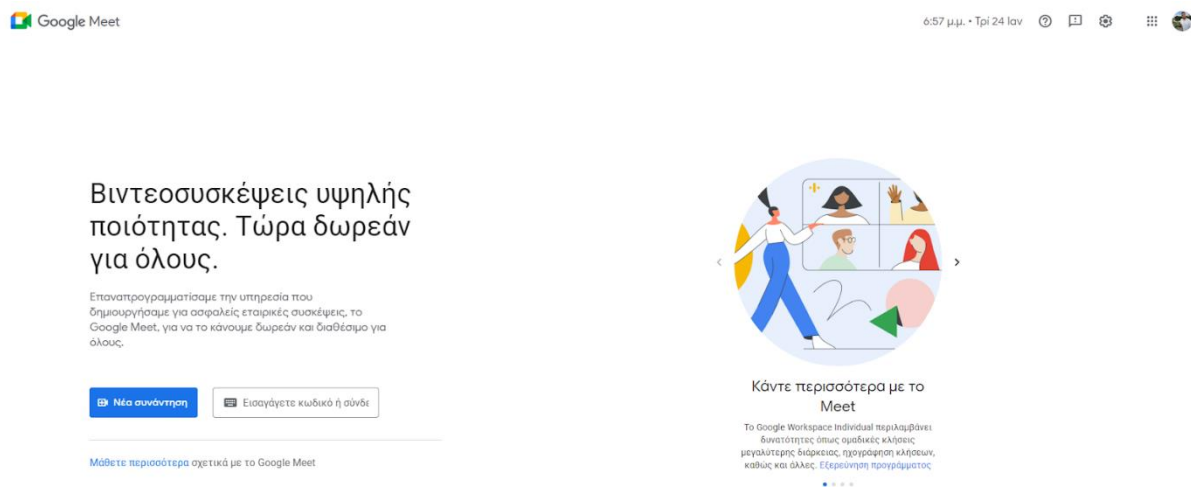 Google Meet
6:57 μ.μ. • Τρί 24 Ιαν
Βιντεοσυσκέψεις υψηλής
ποιότητας. Τώρα δωρεάν
για όλους.
Επαναπρογραμματίσαμε την υπηρεσία που
δημιουργήσαμε για ασφαλείς εταιρικές συσκέψεις, το
Google Meet, για να το κάνουμε δωρεάν και διαθέσιμο για
όλους.
Νέα συνάντηση
Εισαγάγετε κωδικό ή σύνδε
Μάθετε περισσότερα σχετικά με το Google Meet
Κάντε περισσότερα με το
Meet
Το Google Workspace Individual περιλαμβάνει
δυνατότητες όπως ομαδικές κλήσεις
μεγαλύτερης διάρκειας, ηχογράφηση κλήσεων,
καθώς και άλλες. Εξερεύνηση προγράμματος